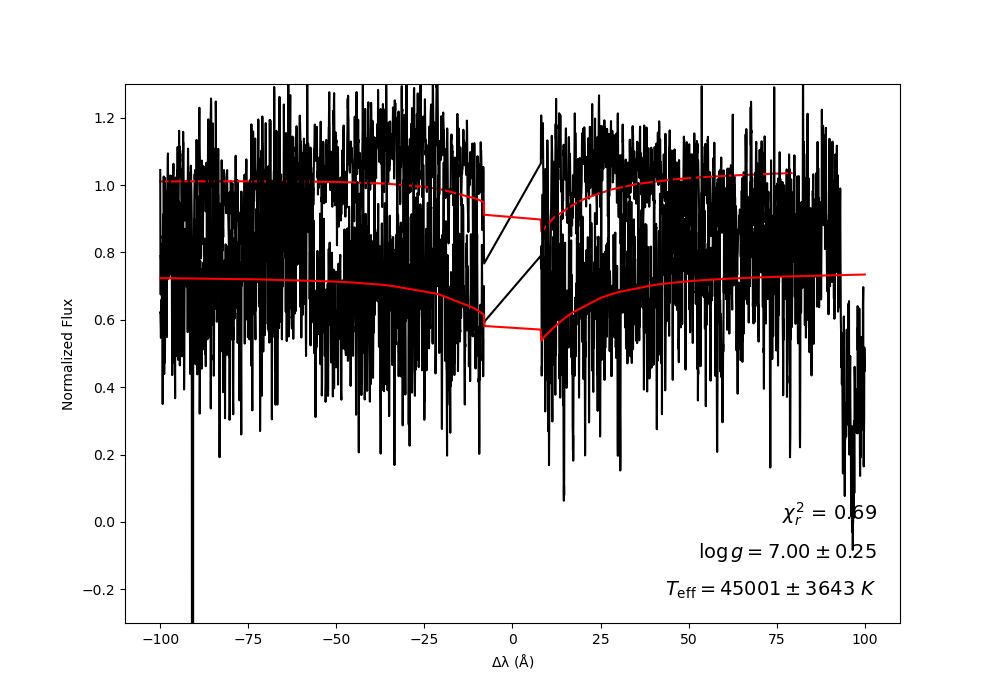 1.2
1.0
0.8
0.6
0.4
0.2
0.0
−0.2
Normalized Flux
χ²ᵣ = 0.69
log g = 7.00 ± 0.25
T_eff = 45001 ± 3643 K
−100 −75 −50 −25 0 25 50 75 100
Δλ (Å)